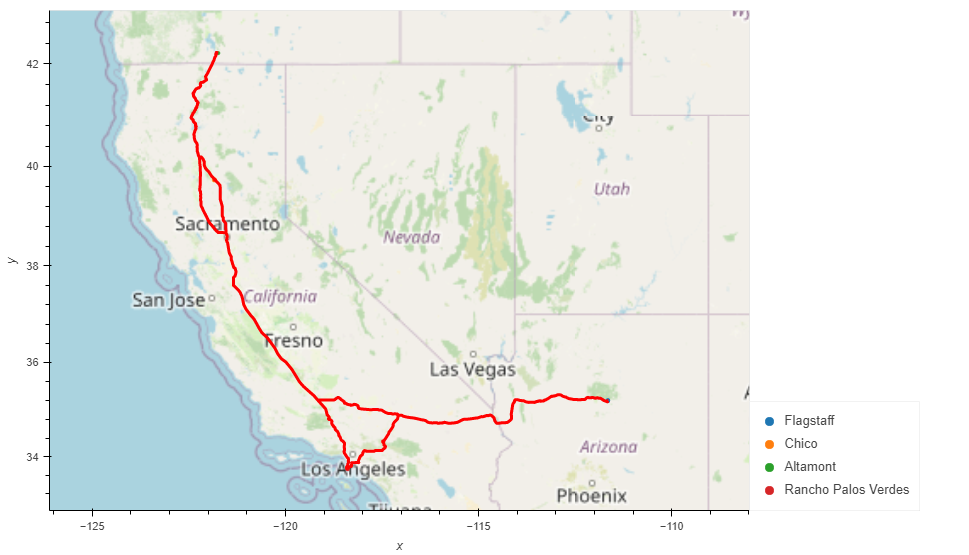 42
40
38
36
34
y
City
Utah
Sacramento
Nevada
San Jose
California
Fresno
Las Vegas
Arizona
Los Angeles
Phoenix
−125
−120
−115
−110
x
Flagstaff
Chico
Altamont
Rancho Palos Verdes